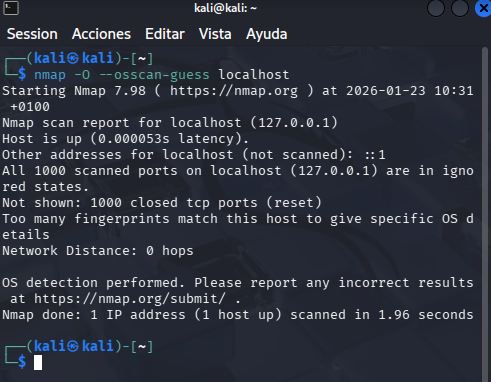 kali@kali: ~
Session Acciones Editar Vista Ayuda
┌──(kali㉿kali)-[~]
└─$ nmap -O --osscan-guess localhost
Starting Nmap 7.98 ( https://nmap.org ) at 2026-01-23 10:31
 +0100
Nmap scan report for localhost (127.0.0.1)
Host is up (0.000053s latency).
Other addresses for localhost (not scanned): ::1
All 1000 scanned ports on localhost (127.0.0.1) are in igno
red states.
Not shown: 1000 closed tcp ports (reset)
Too many fingerprints match this host to give specific OS d
etails
Network Distance: 0 hops

OS detection performed. Please report any incorrect results
 at https://nmap.org/submit/ .
Nmap done: 1 IP address (1 host up) scanned in 1.96 seconds

┌──(kali㉿kali)-[~]
└─$